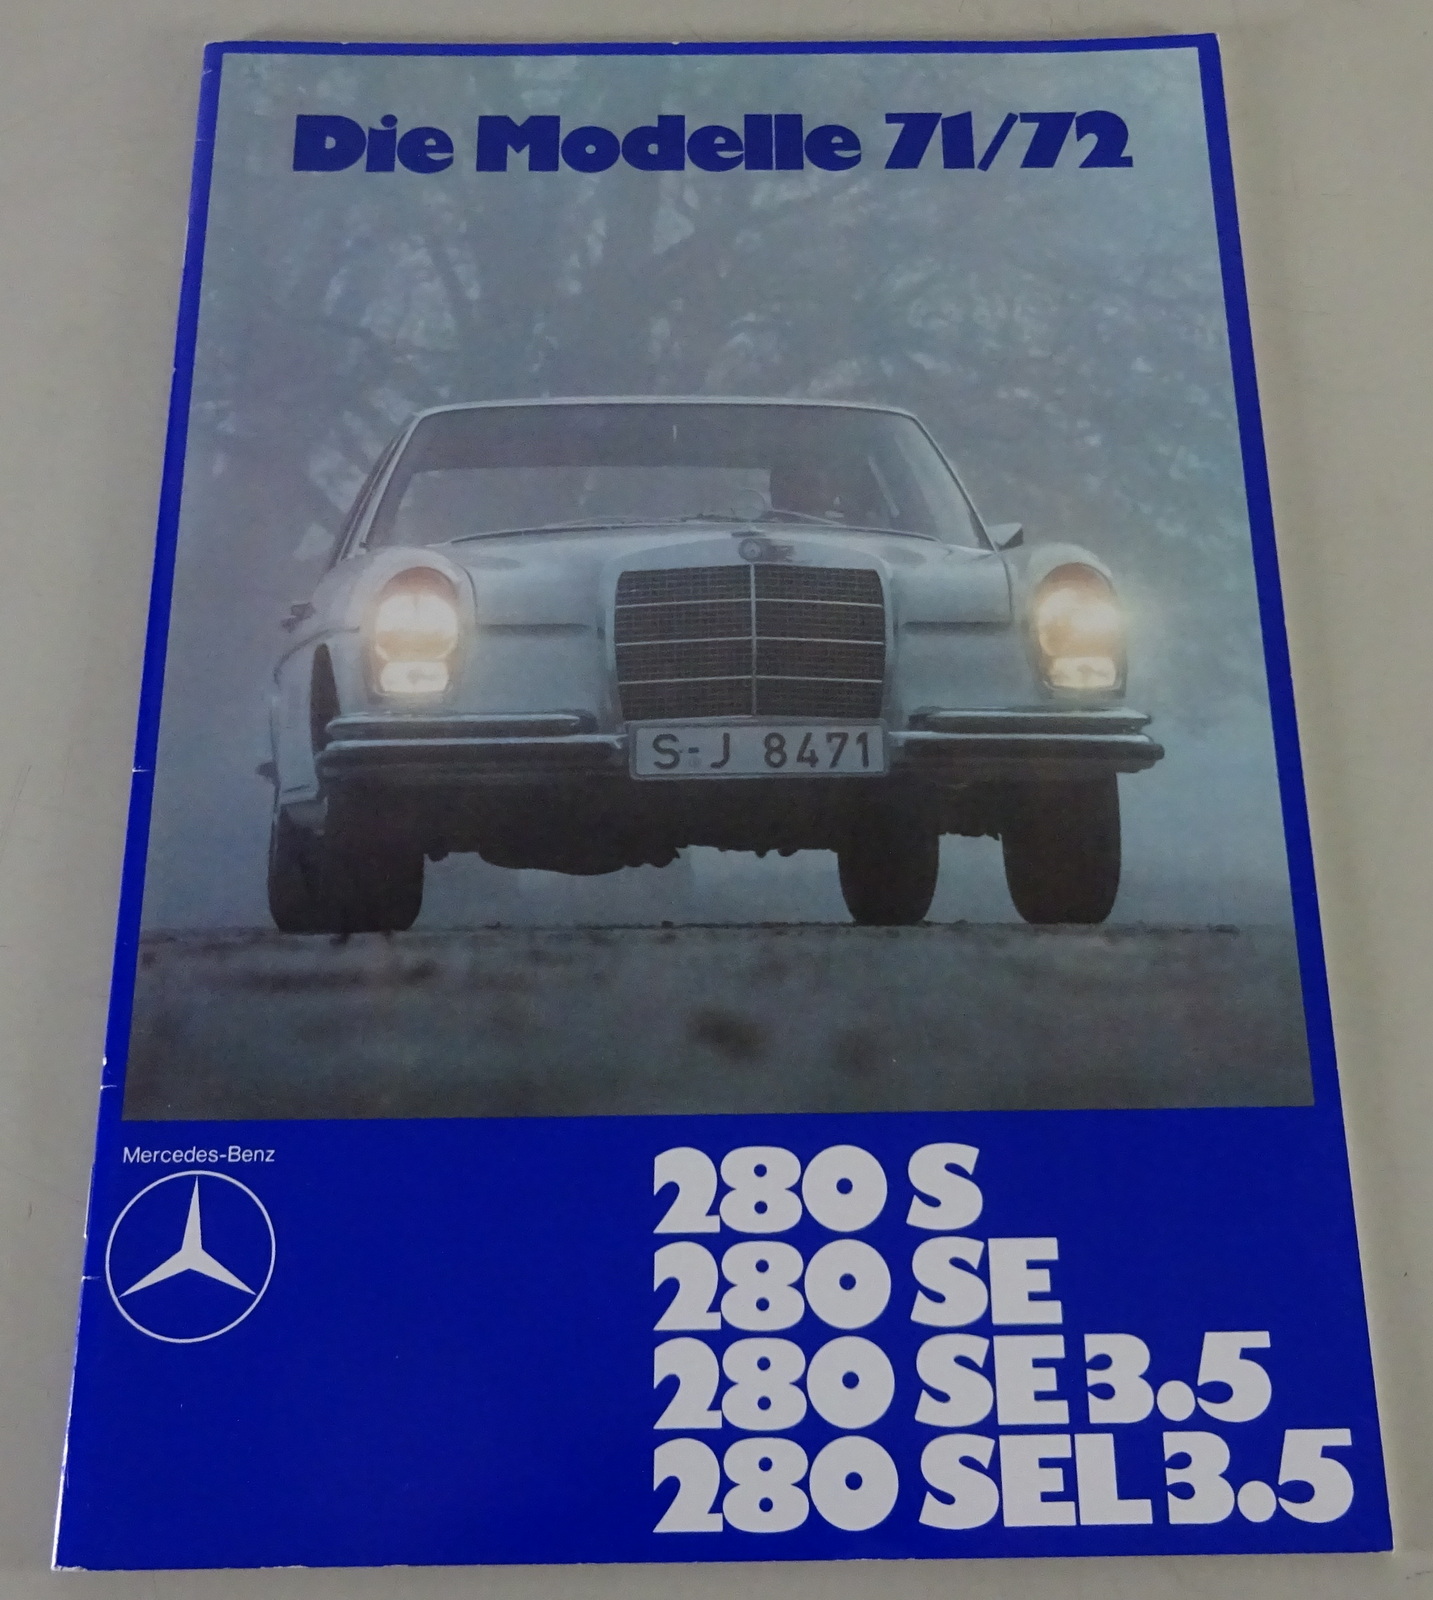 Die Modelle 71/72
S-J 8471
Mercedes-Benz
280 S
280 SE
280 SE 3.5
280 SEL 3.5